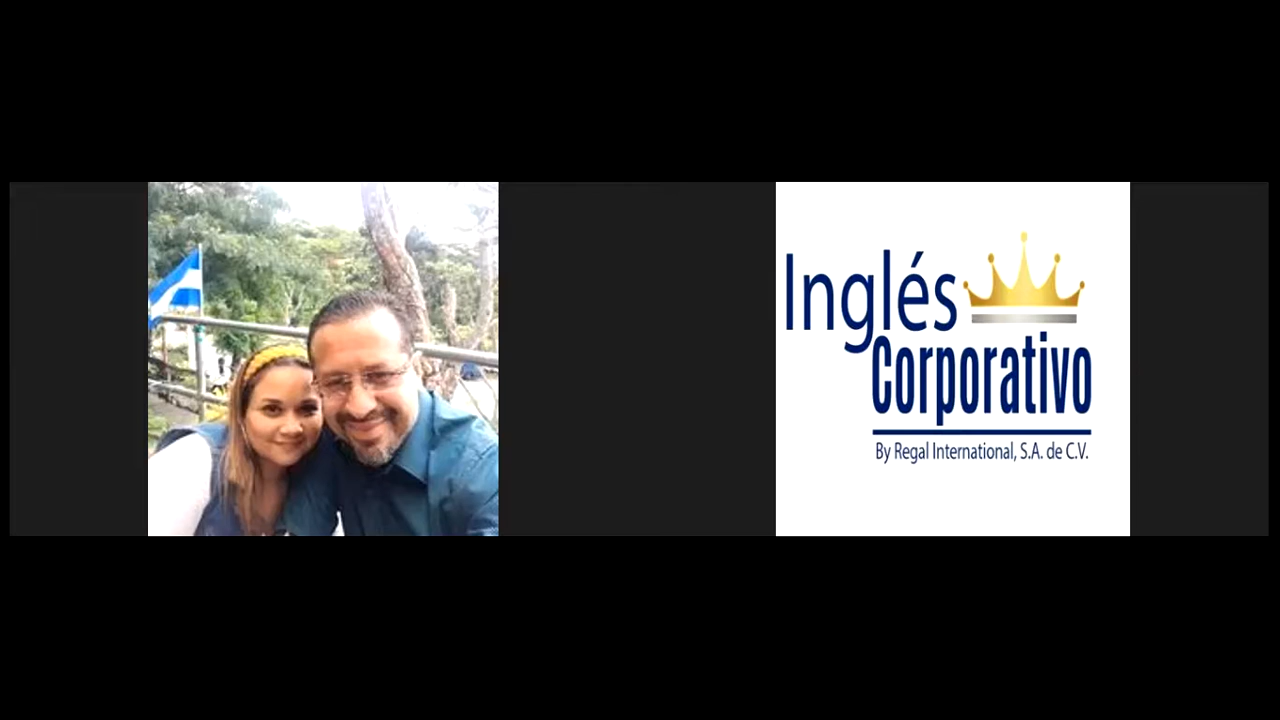 Inglés
Corporativo
By Regal International, S.A. de C.V.